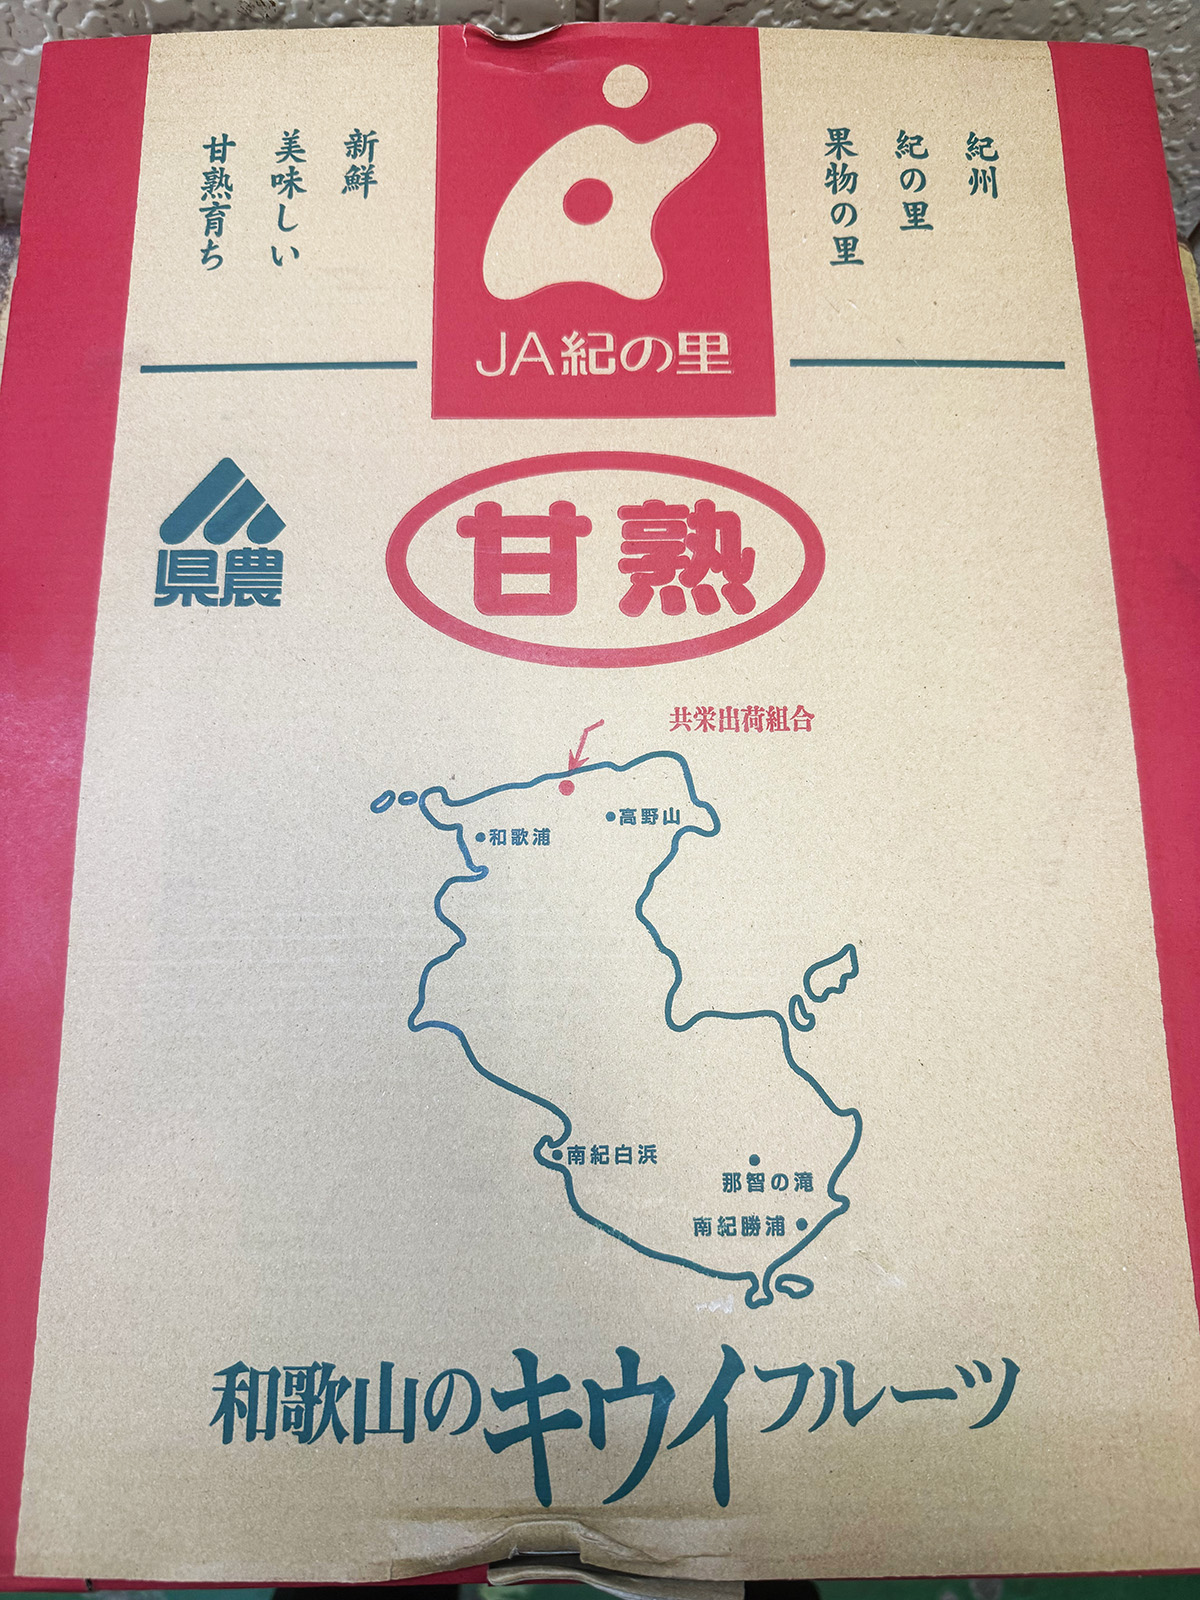 紀州
紀の里
果物の里
新鮮
美味しい
甘熟育ち
JA紀の里
県農
甘熟
共栄出荷組合
高野山
和歌浦
南紀白浜
那智の滝
南紀勝浦
和歌山のキウイフルーツ